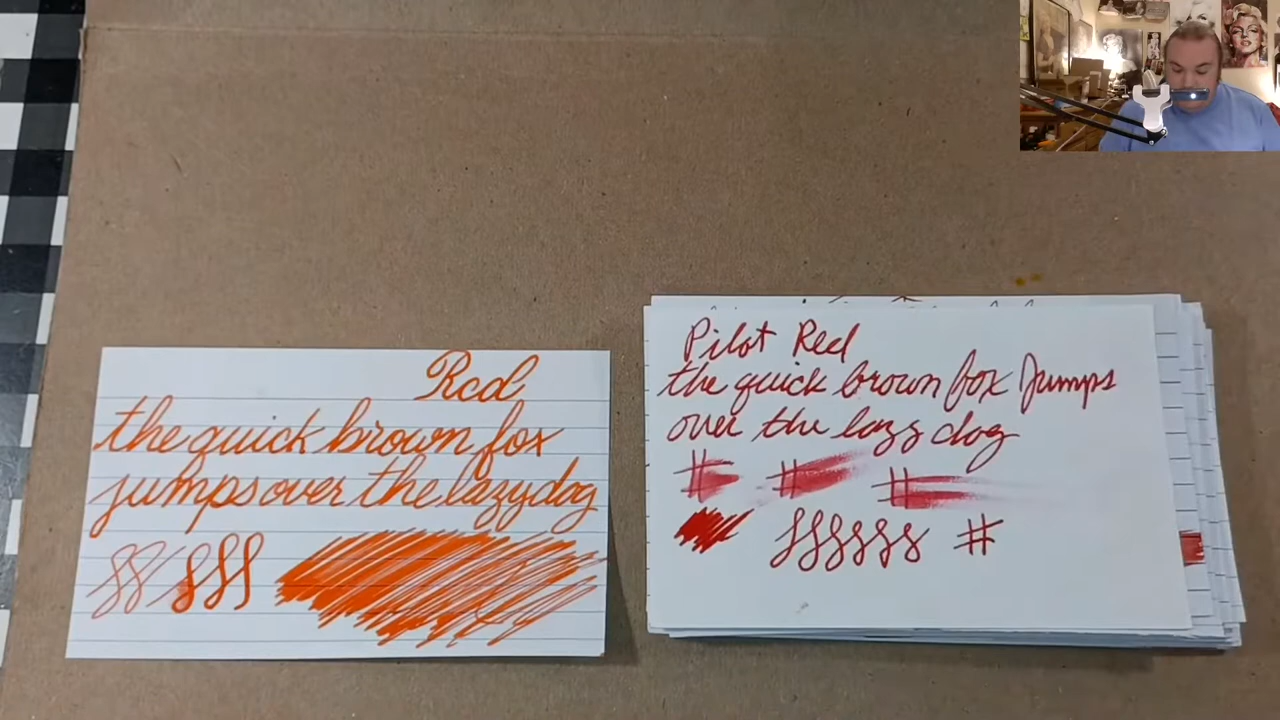 Red
the quick brown fox
jumps over the lazy dog
Pilot Red
the quick brown fox Jumps
over the lazy dog
# # #
#